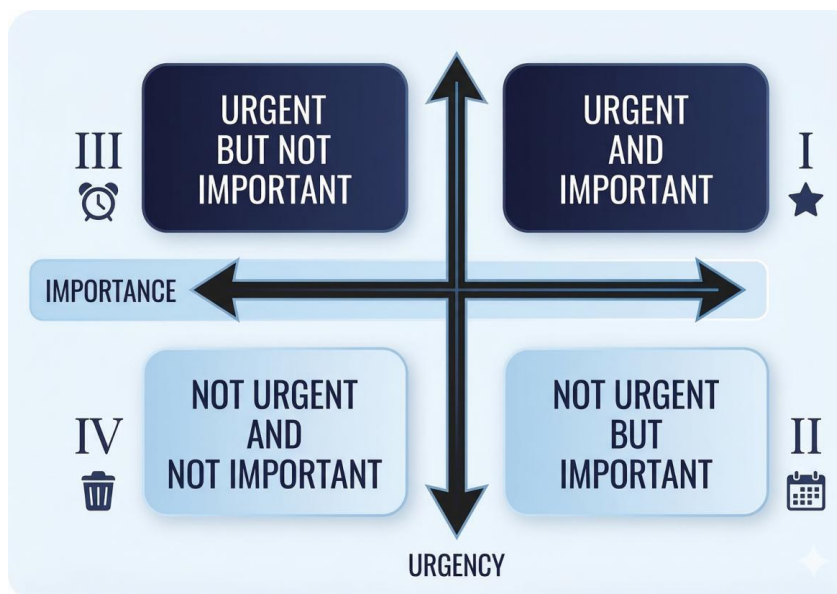 URGENT
BUT NOT
IMPORTANT
III
URGENT
AND
IMPORTANT
I
IMPORTANCE
NOT URGENT
AND
NOT IMPORTANT
IV
NOT URGENT
BUT
IMPORTANT
II
URGENCY